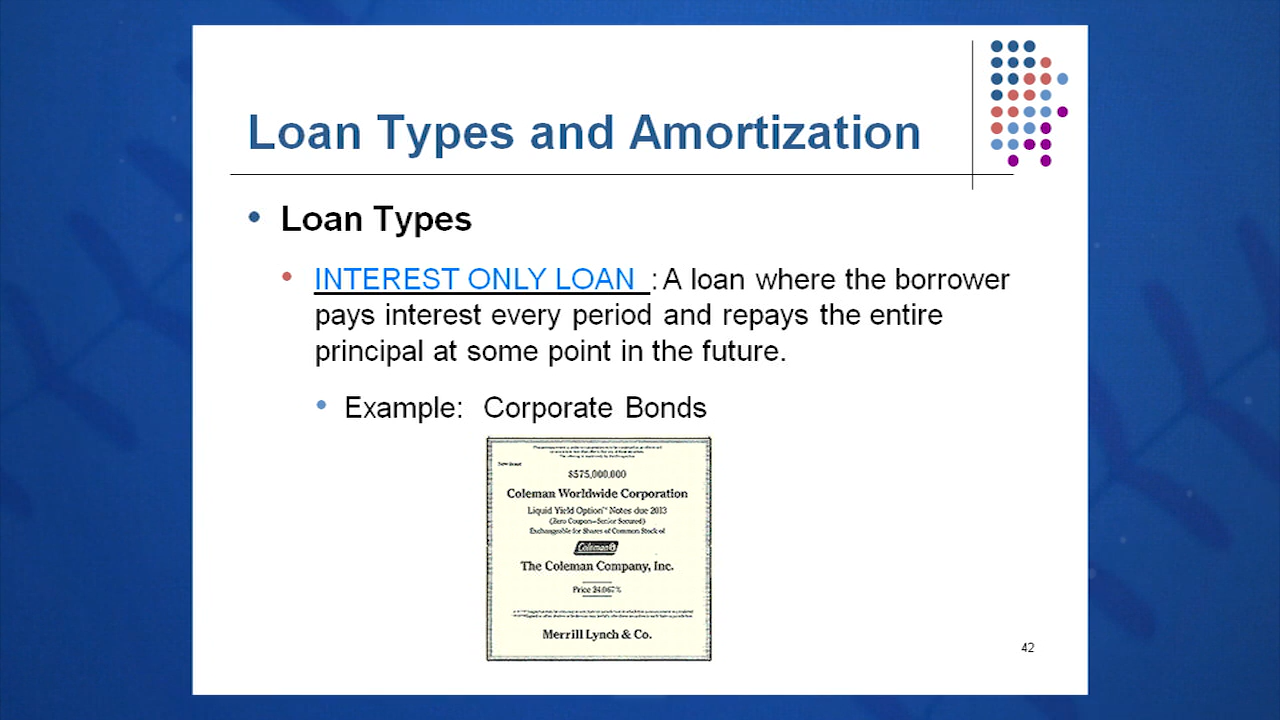 Loan Types and Amortization
• Loan Types
• INTEREST ONLY LOAN : A loan where the borrower
pays interest every period and repays the entire
principal at some point in the future.
• Example: Corporate Bonds
New Issue
$575,000,000
Coleman Worldwide Corporation
Liquid Yield Option™ Notes due 2013
(Zero Coupon–Senior Secured)
Exchangeable for Shares of Common Stock of
Coleman
The Coleman Company, Inc.
Price
Merrill Lynch & Co.
42